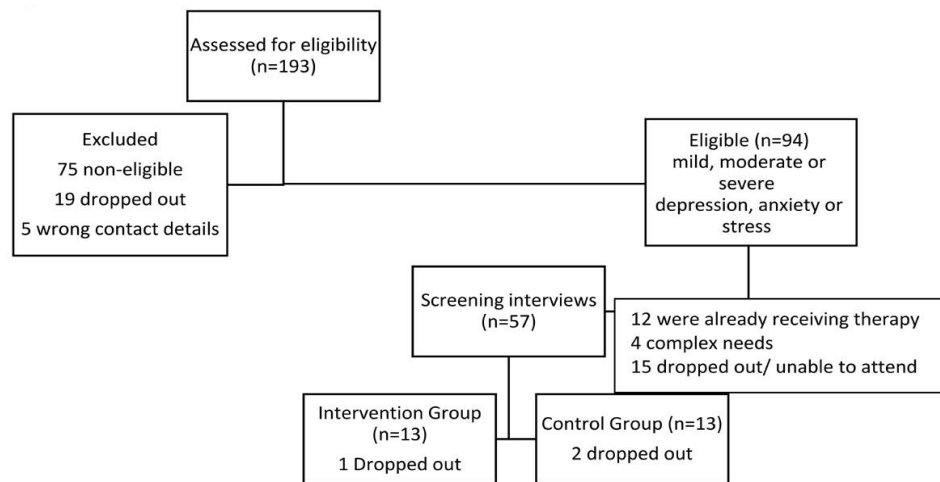 Assessed for eligibility
(n=193)
Excluded
75 non-eligible
19 dropped out
5 wrong contact details
Eligible (n=94)
mild, moderate or
severe
depression, anxiety or
stress
Screening interviews
(n=57)
12 were already receiving therapy
4 complex needs
15 dropped out/ unable to attend
Intervention Group
(n=13)
1 Dropped out
Control Group (n=13)
2 dropped out